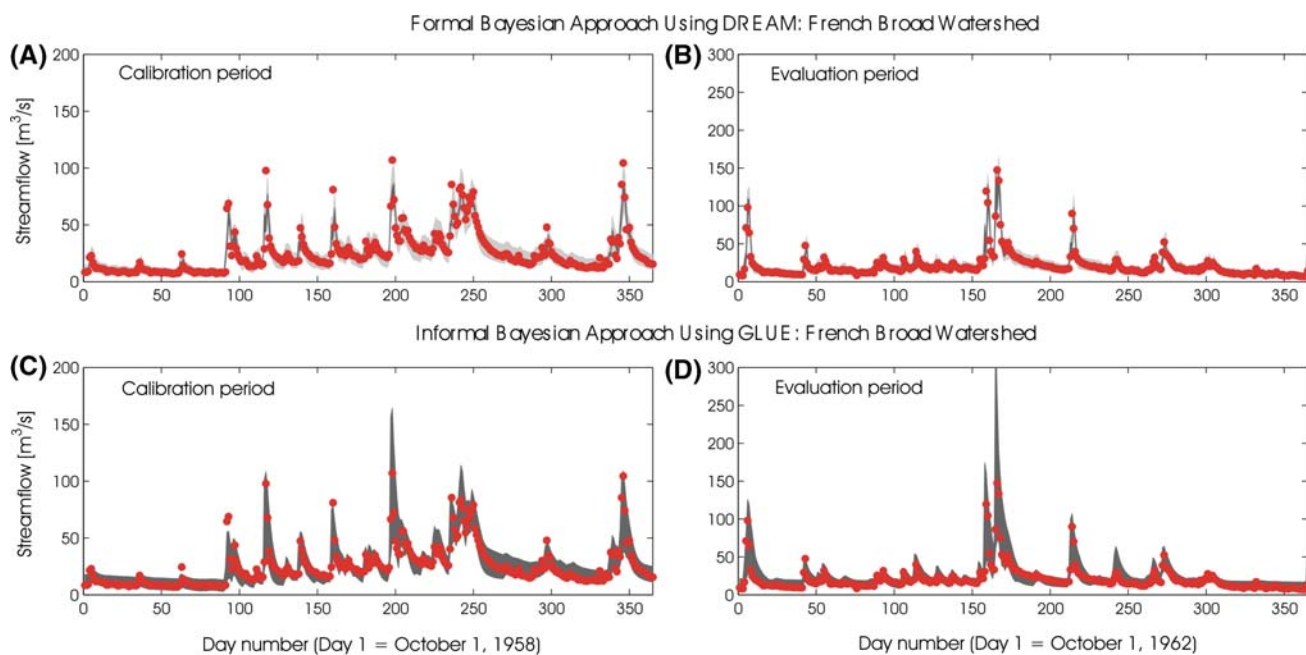 Formal Bayesian Approach Using DREAM: French Broad Watershed
(A)
Calibration period
Streamflow [m³/s]
200
150
100
50
0
0 50 100 150 200 250 300 350
(B)
Evaluation period
300
250
200
150
100
50
0
0 50 100 150 200 250 300 350
Informal Bayesian Approach Using GLUE: French Broad Watershed
(C)
Calibration period
Streamflow [m³/s]
200
150
100
50
0
0 50 100 150 200 250 300 350
Day number (Day 1 = October 1, 1958)
(D)
Evaluation period
300
250
200
150
100
50
0
0 50 100 150 200 250 300 350
Day number (Day 1 = October 1, 1962)